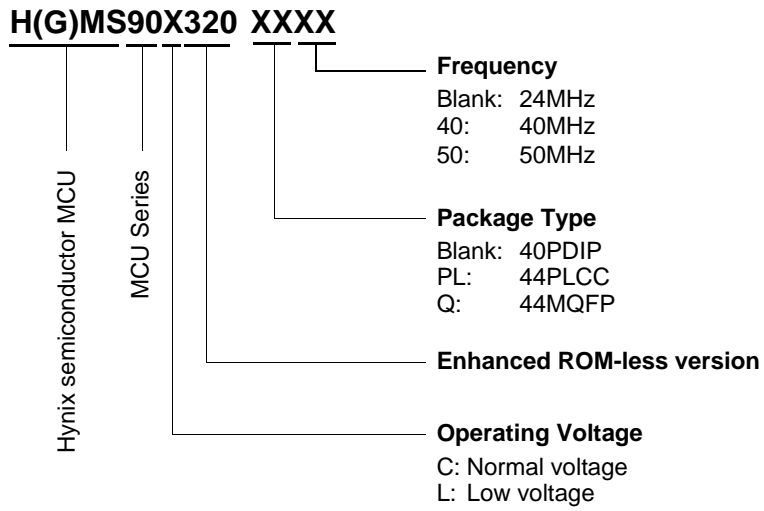 H(G)MS90X320 XXXX
Frequency
Blank: 24MHz
40: 40MHz
50: 50MHz
Package Type
Blank: 40PDIP
PL: 44PLCC
Q: 44MQFP
Enhanced ROM-less version
Operating Voltage
C: Normal voltage
L: Low voltage
Hynix semiconductor MCU
MCU Series